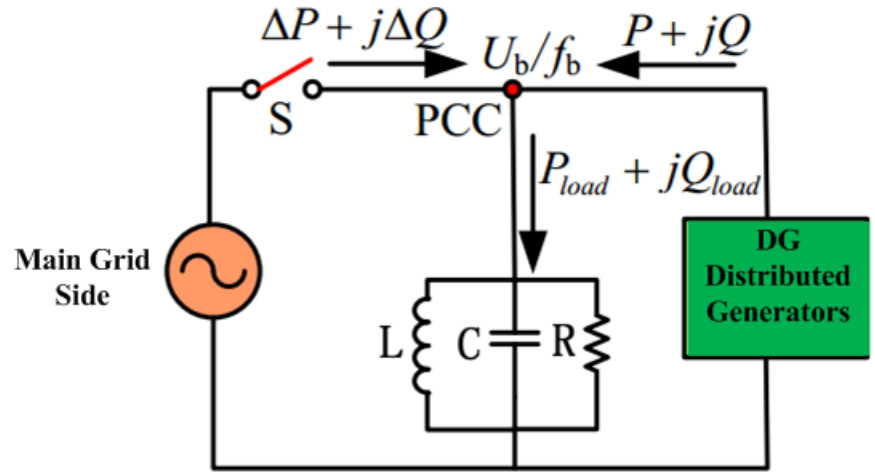 ΔP + jΔQ
U_b/f_b
P + jQ
S
PCC
P_load + jQ_load
Main Grid
Side
L
C
R
DG
Distributed
Generators